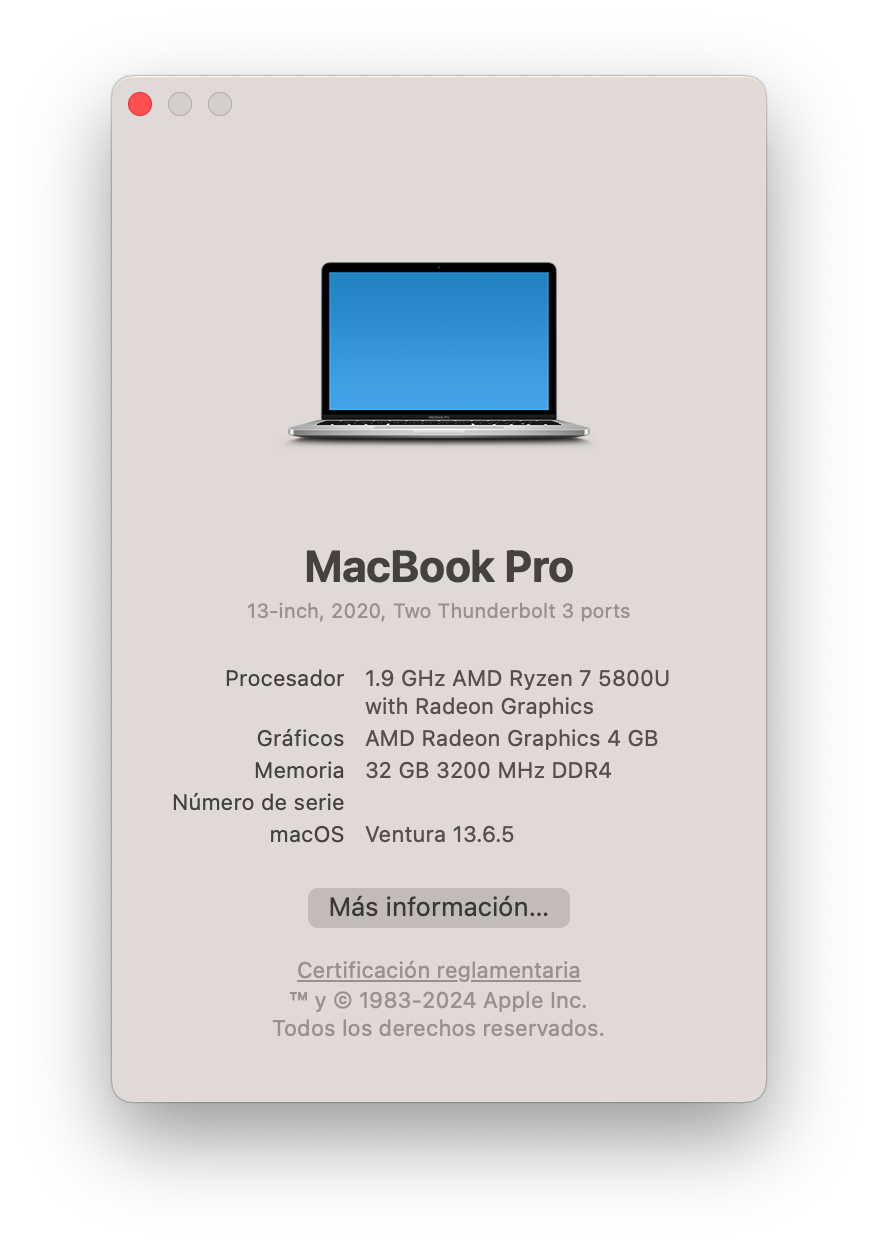 MacBook Pro
13-inch, 2020, Two Thunderbolt 3 ports
Procesador 1.9 GHz AMD Ryzen 7 5800U
with Radeon Graphics
Gráficos AMD Radeon Graphics 4 GB
Memoria 32 GB 3200 MHz DDR4
Número de serie
macOS Ventura 13.6.5
Más información...
Certificación reglamentaria
™ y © 1983-2024 Apple Inc.
Todos los derechos reservados.